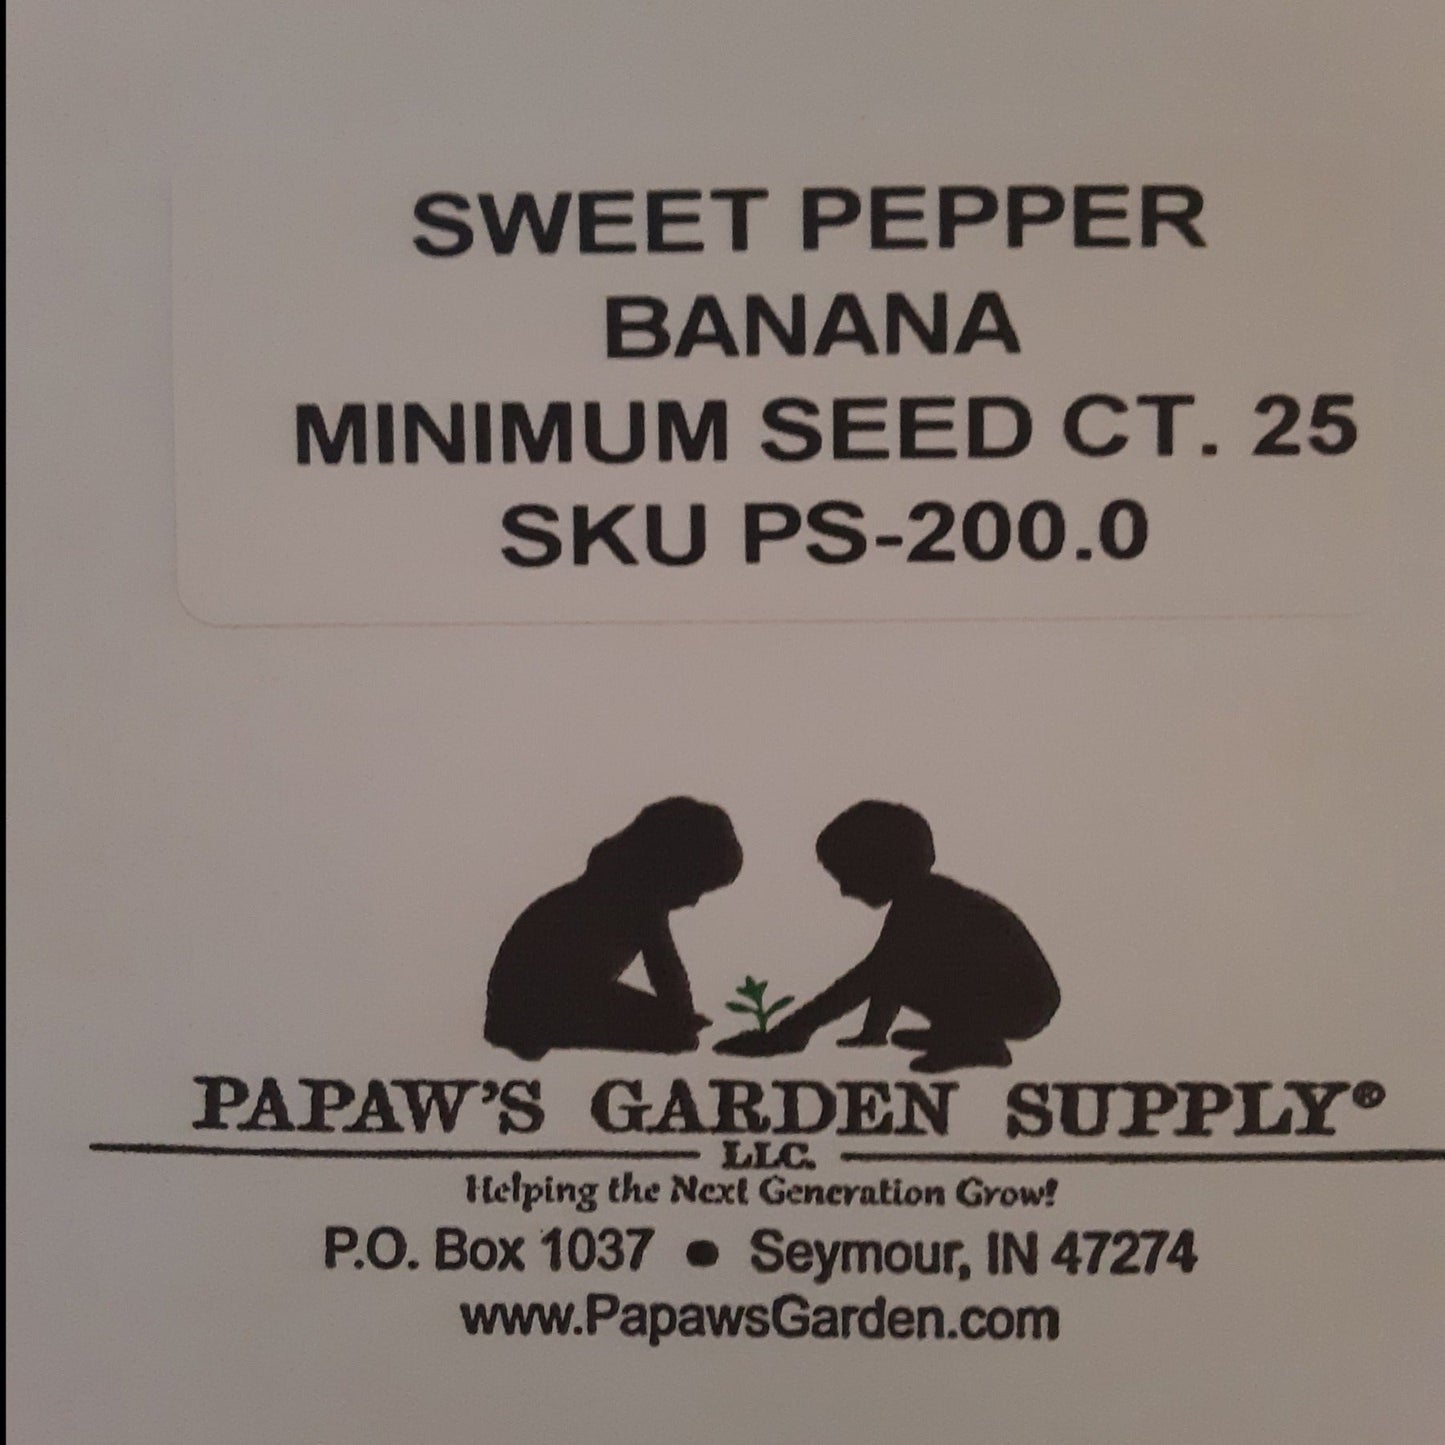 SWEET PEPPER
BANANA
MINIMUM SEED CT. 25
SKU PS-200.0
PAPAW'S GARDEN SUPPLY®
LLC.
Helping the Next Generation Grow!
P.O. Box 1037 • Seymour, IN 47274
www.PapawsGarden.com